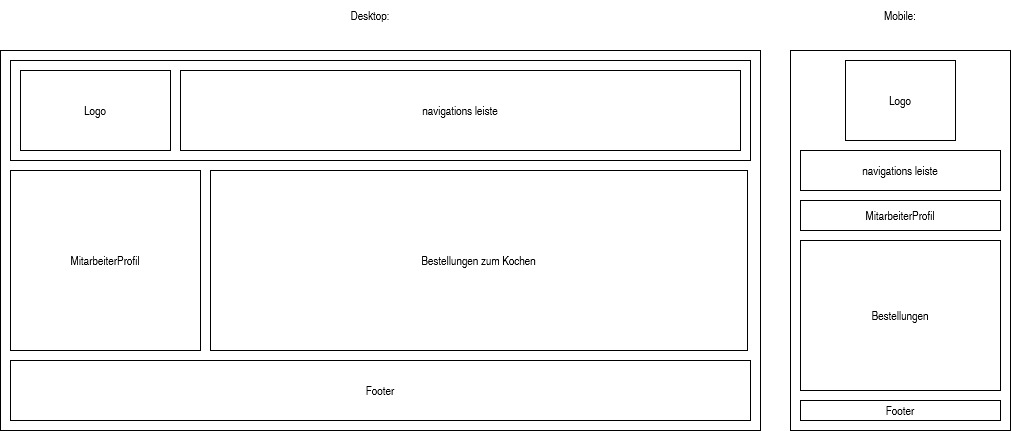 Desktop:
Logo
navigations leiste
MitarbeiterProfil
Bestellungen zum Kochen
Footer
Mobile:
Logo
navigations leiste
MitarbeiterProfil
Bestellungen
Footer